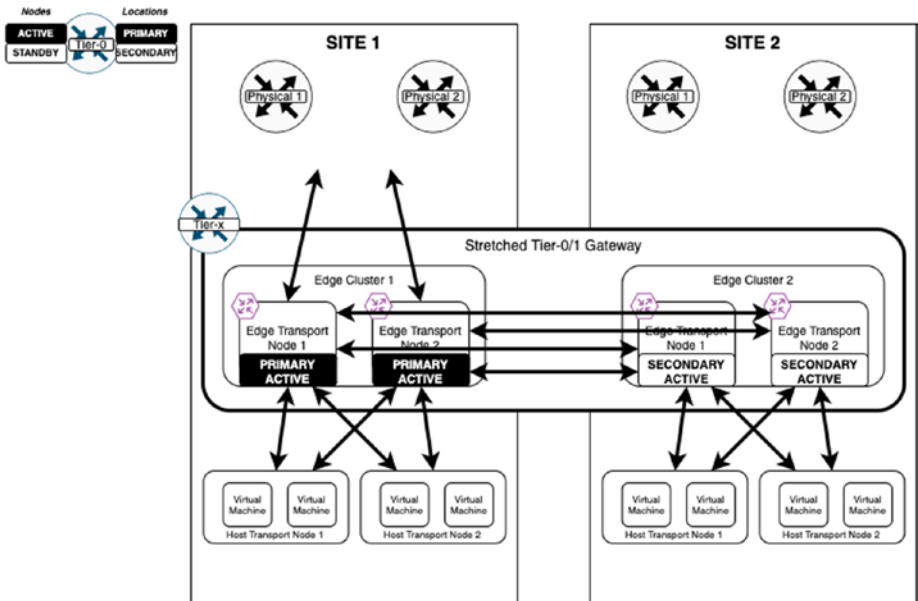 Nodes
Locations
ACTIVE
Tier-0
PRIMARY
STANDBY
SECONDARY
SITE 1
SITE 2
Physical 1
Physical 2
Physical 1
Physical 2
Tier-x
Stretched Tier-0/1 Gateway
Edge Cluster 1
Edge Cluster 2
Edge Transport
Node 1
PRIMARY
ACTIVE
Edge Transport
Node 2
PRIMARY
ACTIVE
Edge Transport
Node 1
SECONDARY
ACTIVE
Edge Transport
Node 2
SECONDARY
ACTIVE
Virtual
Machine
Virtual
Machine
Host Transport Node 1
Virtual
Machine
Virtual
Machine
Host Transport Node 2
Virtual
Machine
Virtual
Machine
Host Transport Node 1
Virtual
Machine
Virtual
Machine
Host Transport Node 2